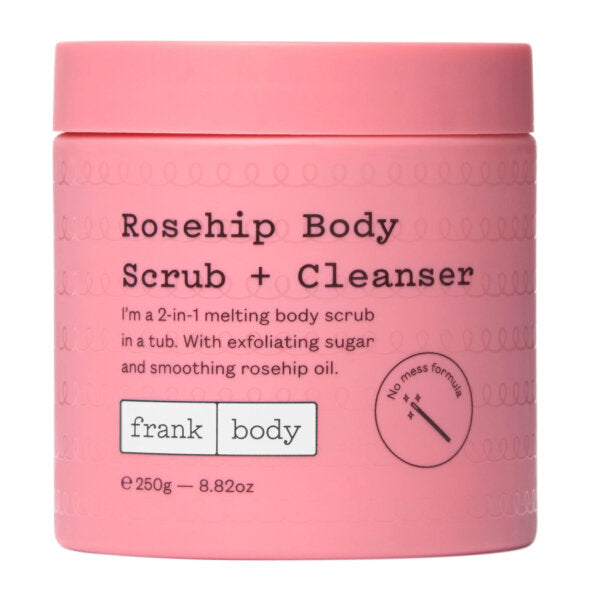 Rosehip Body
Scrub + Cleanser
I'm a 2-in-1 melting body scrub
in a tub. With exfoliating sugar
and smoothing rosehip oil.
No mess formula
frank body
℮ 250g — 8.82oz